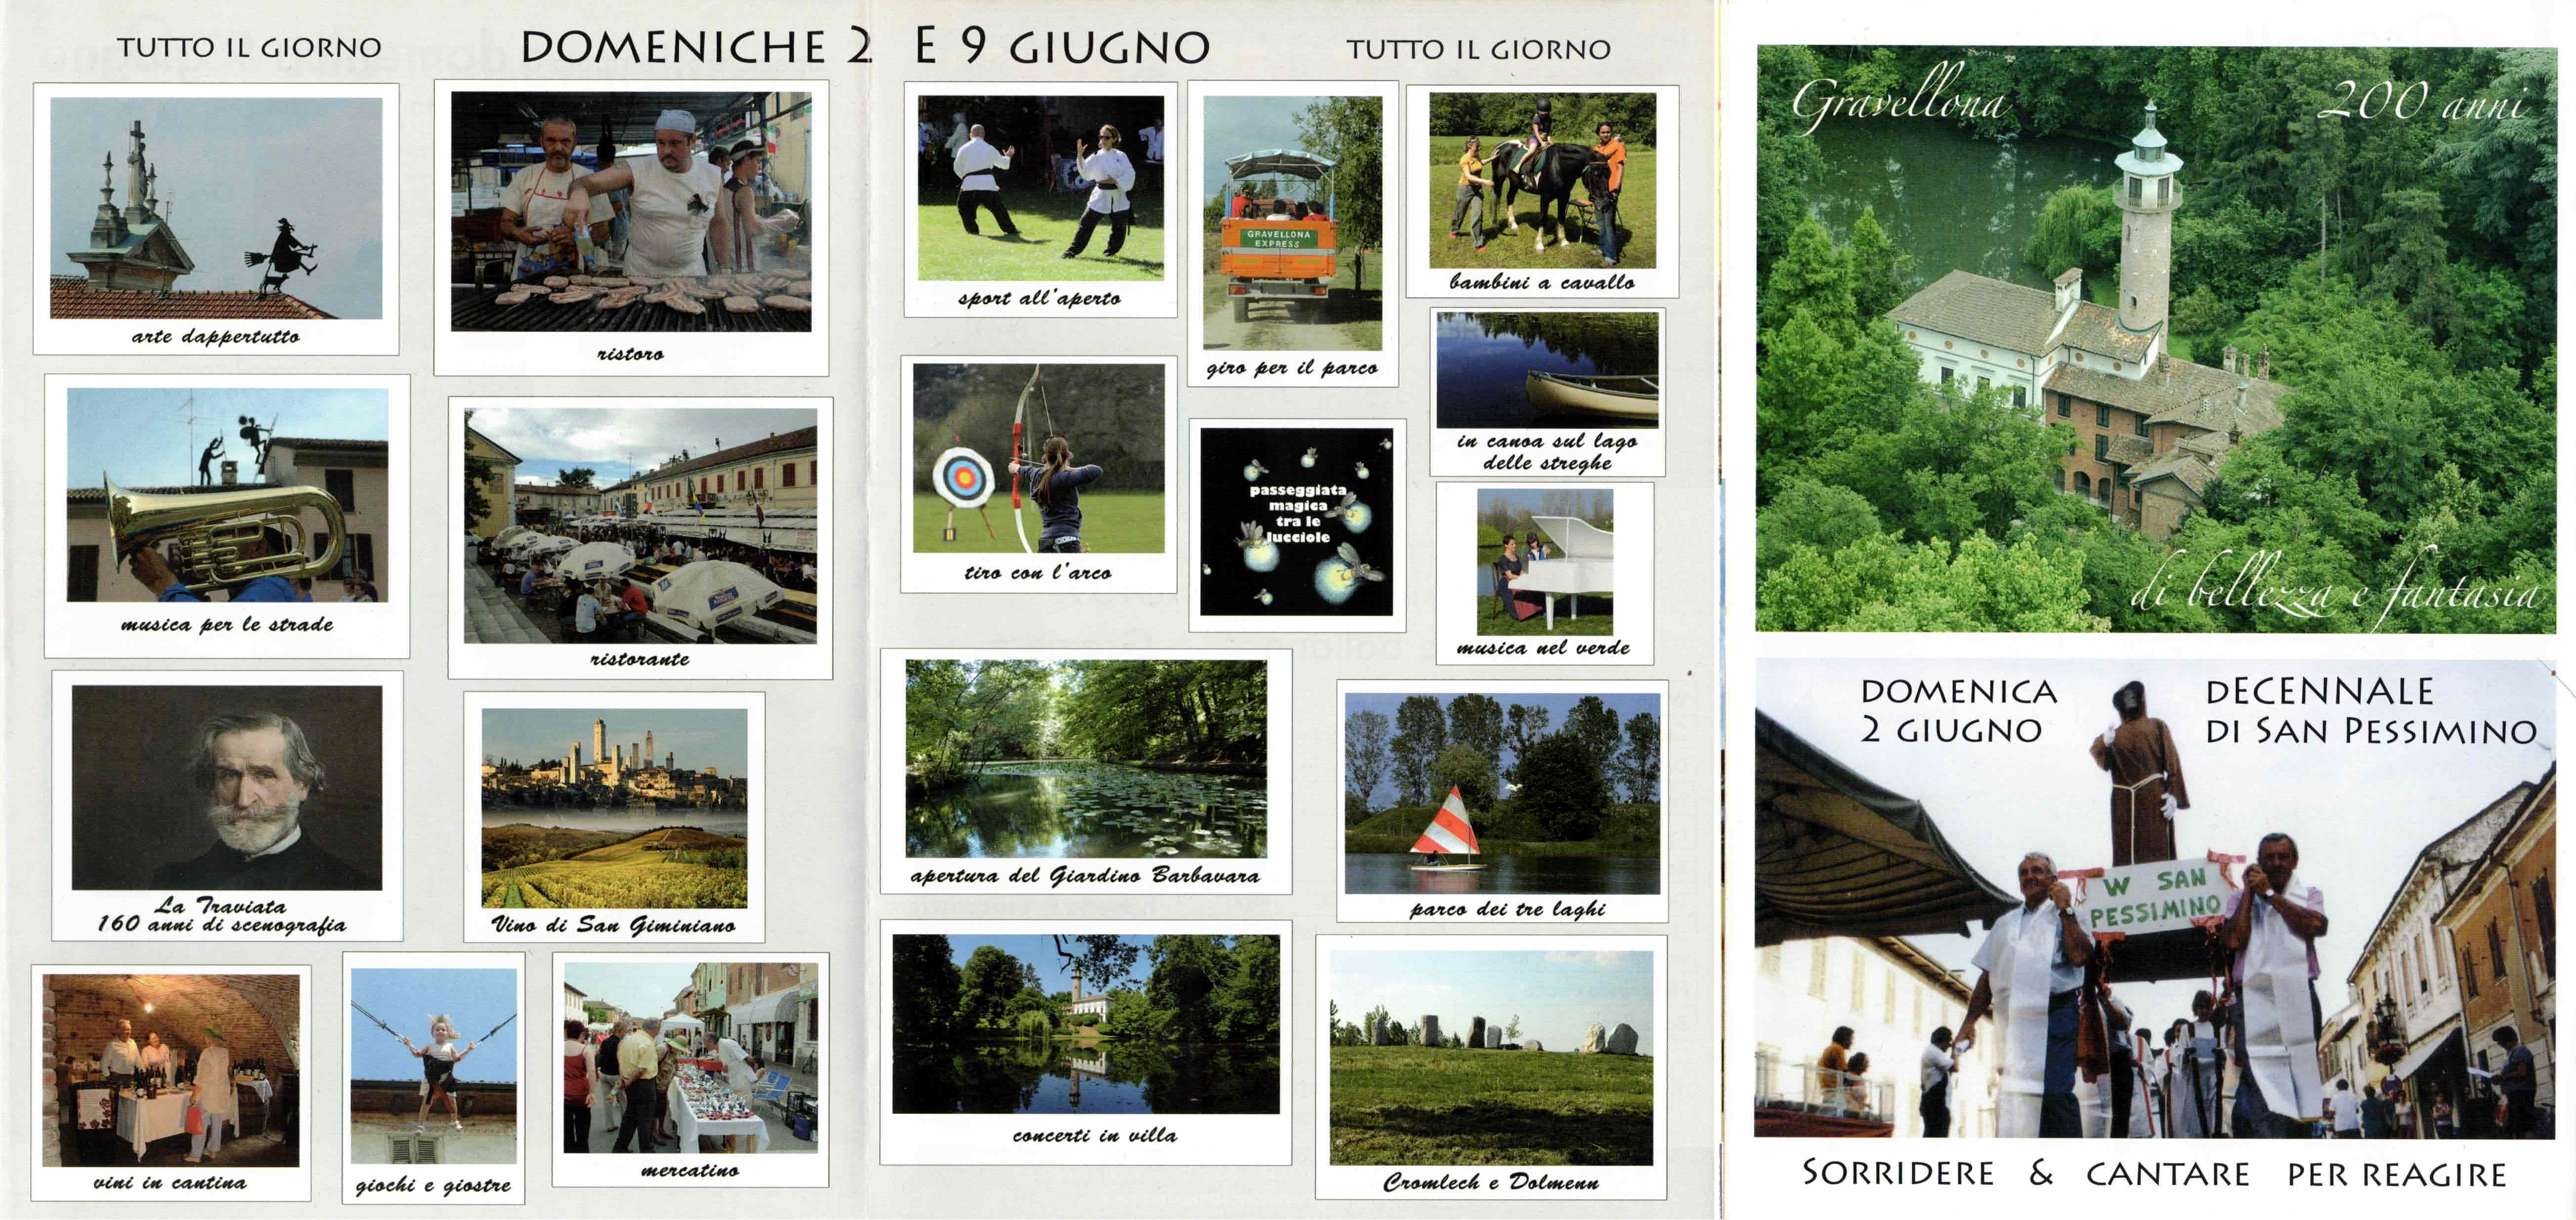 TUTTO IL GIORNO
DOMENICHE 2 E 9 GIUGNO
TUTTO IL GIORNO
arte dappertutto
ristoro
musica per le strade
ristorante
La Traviata
160 anni di scenografia
Vino di San Giminiano
vini in cantina
giochi e giostre
mercatino
sport all'aperto
GRAVELLONA
EXPRESS
giro per il parco
bambini a cavallo
tiro con l'arco
passeggiata
magica
tra le
lucciole
in canoa sul lago
delle streghe
musica nel verde
apertura del Giardino Barbavara
parco dei tre laghi
concerti in villa
Cromlech e Dolmenn
Gravellona
200 anni
di bellezza e fantasia
DOMENICA
2 GIUGNO
DECENNALE
DI SAN PESSIMINO
W SAN
PESSIMINO
SORRIDERE & CANTARE PER REAGIRE